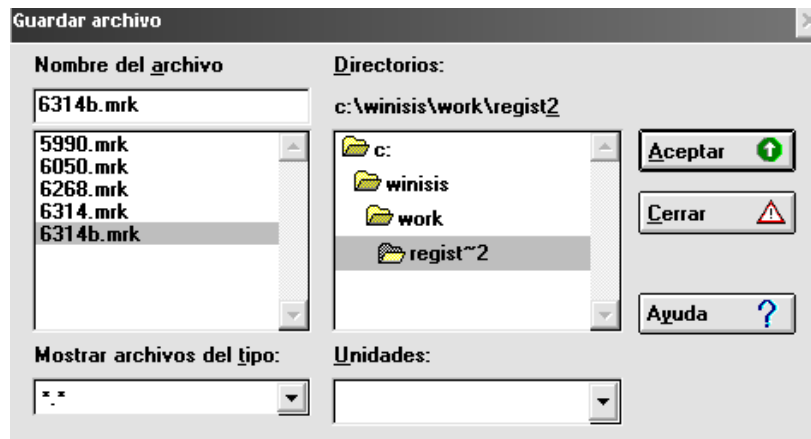 Guardar archivo
Nombre del archivo
6314b.mrk
5990.mrk
6050.mrk
6268.mrk
6314.mrk
6314b.mrk
Mostrar archivos del tipo:
*.*
Directorios:
c:\winisis\work\regist2
c:
winisis
work
regist~2
Unidades:
Aceptar
Cerrar
Ayuda